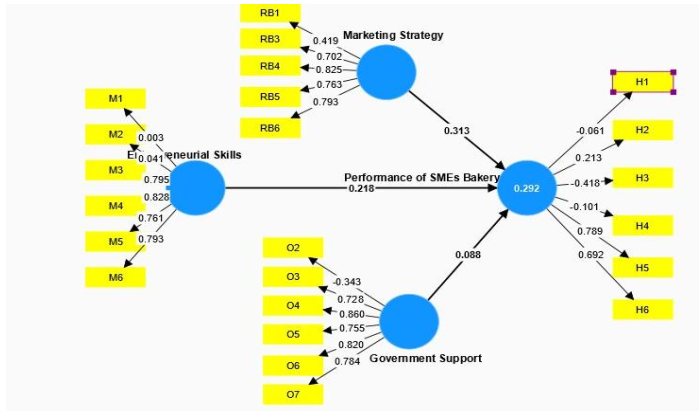 RB1
RB3
RB4
RB5
RB6
0.419
0.702
0.825
0.763
0.793
Marketing Strategy
0.313
M1
M2
M3
M4
M5
M6
0.003
0.041
0.795
0.828
0.761
0.793
eneurial Skills
0.218
Performance of SMEs Bakery
0.292
H1
H2
H3
H4
H5
H6
-0.061
0.213
-0.418
-0.101
0.789
0.692
0.088
O2
O3
O4
O5
O6
O7
-0.343
0.728
0.860
0.755
0.820
0.784
Government Support